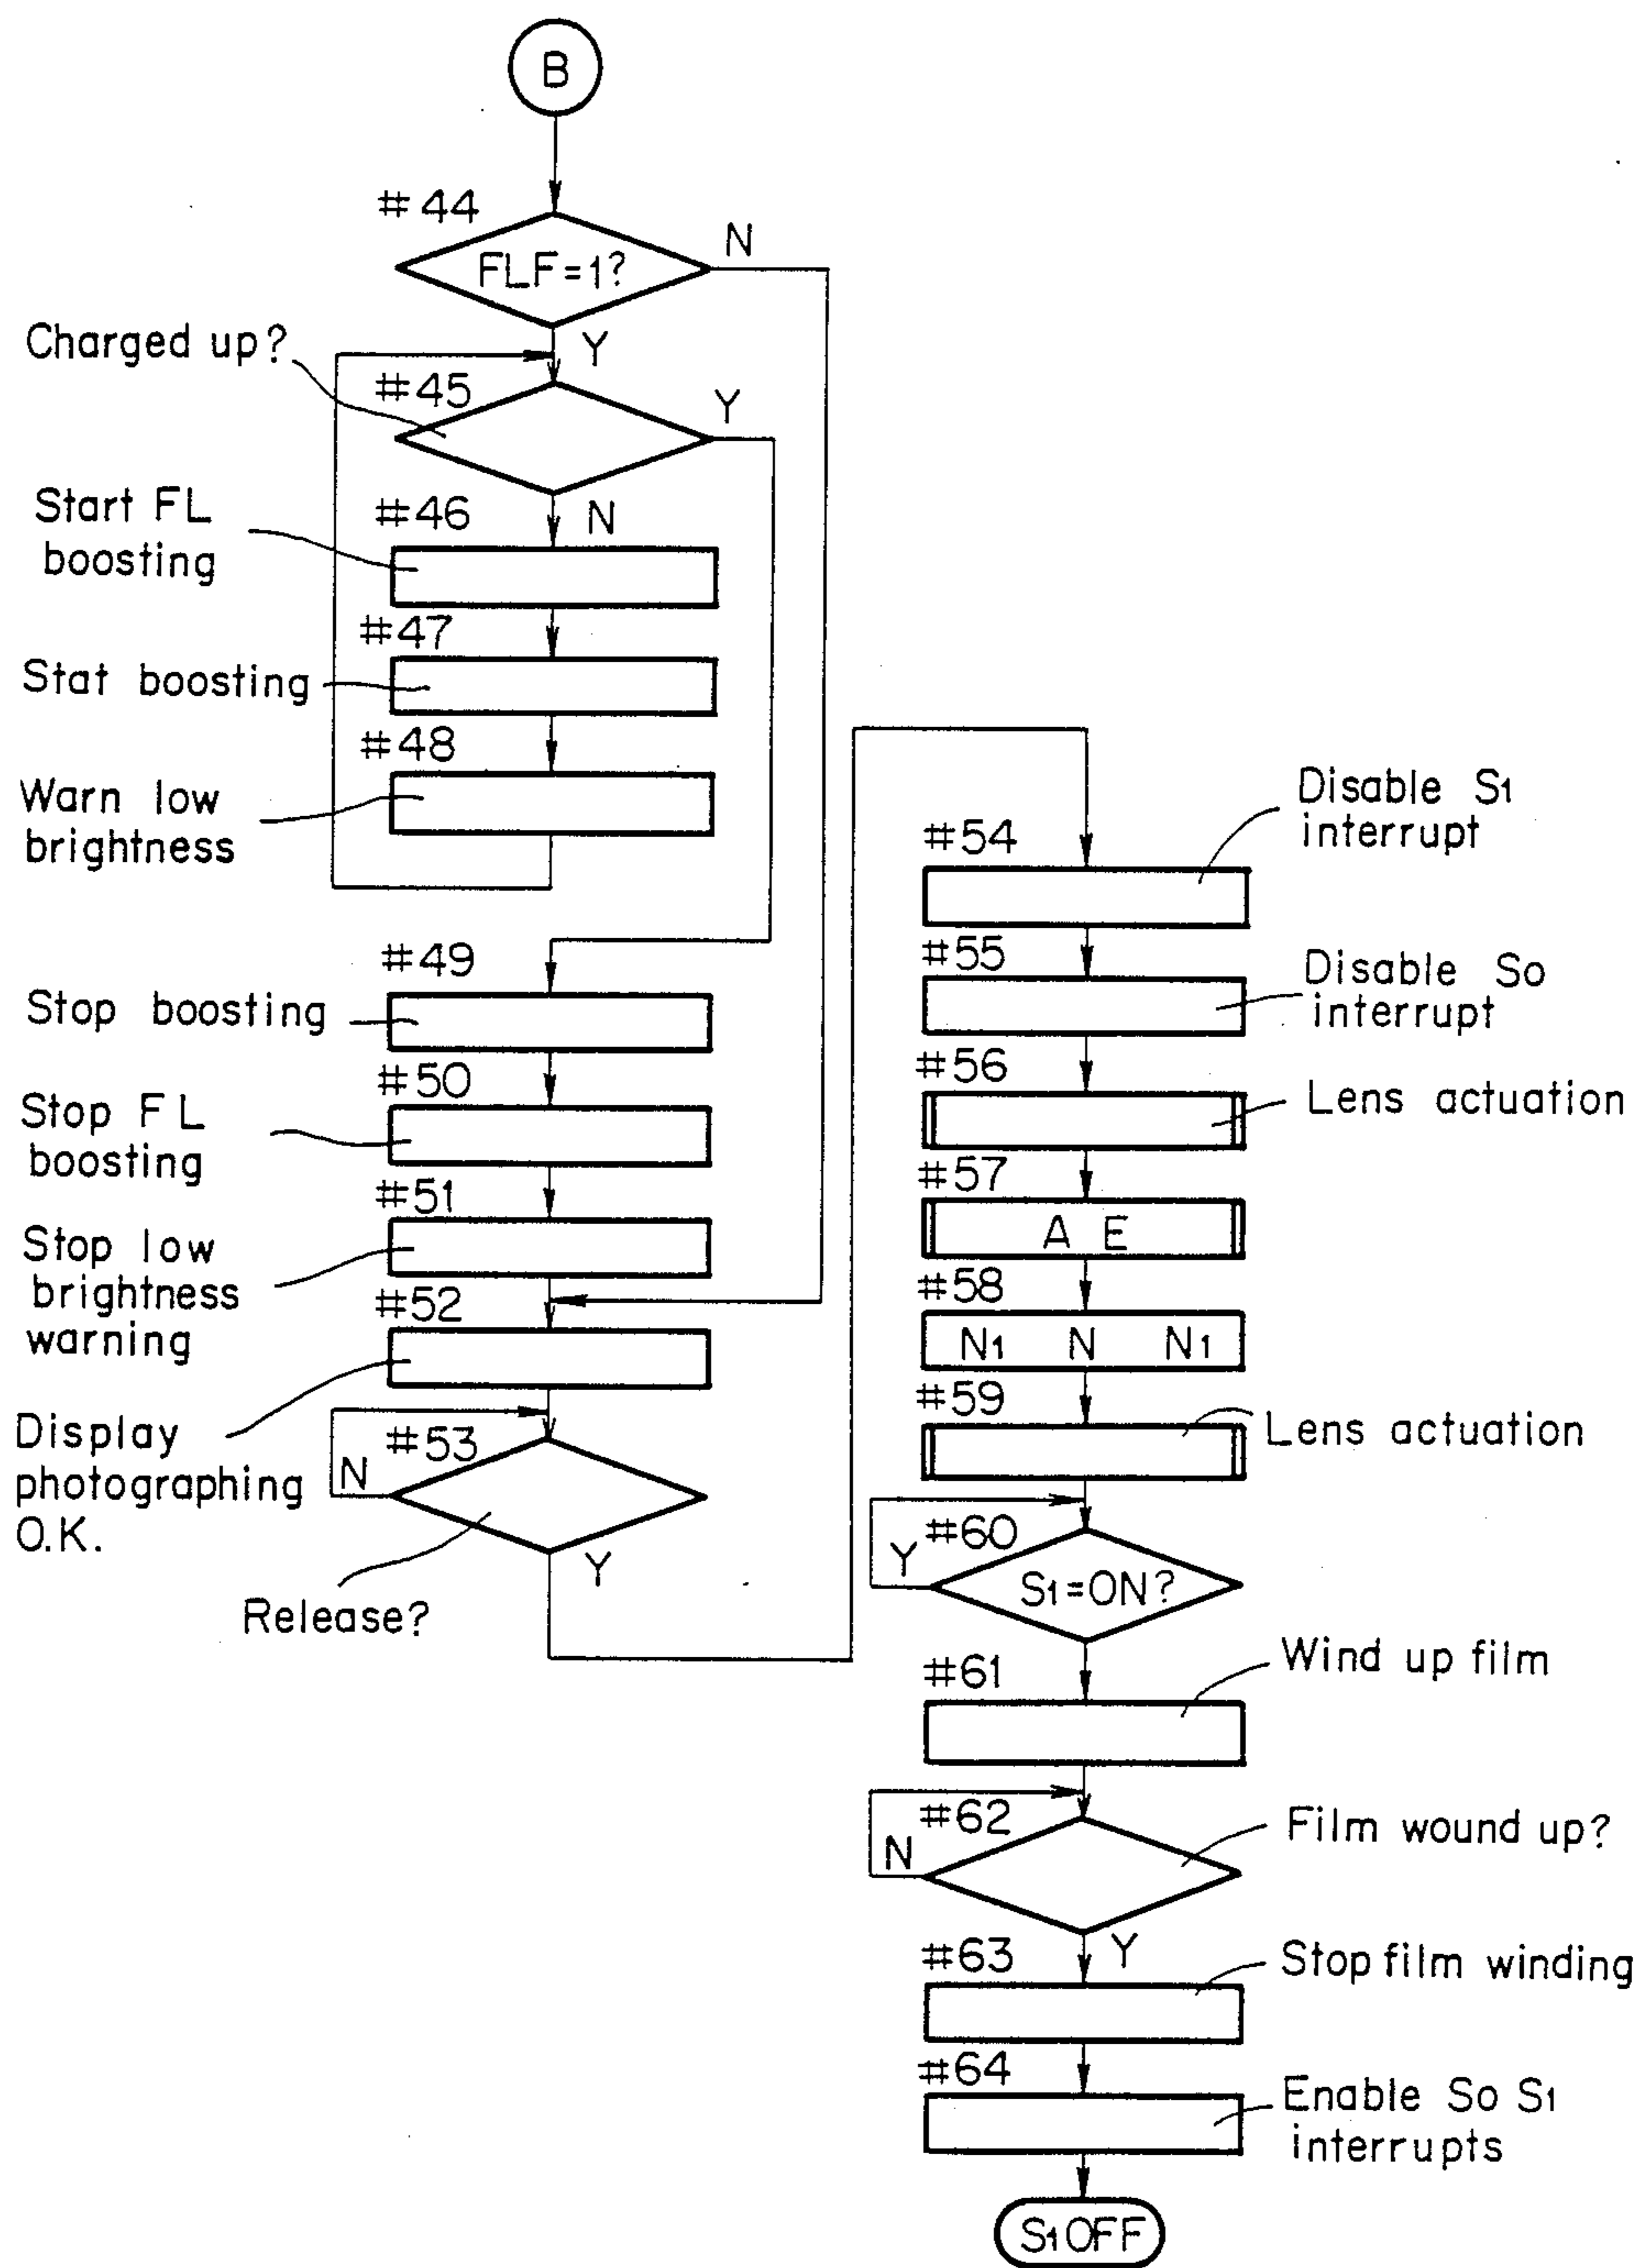 B
#44
FLF=1?
N
Y
Charged up?
#45
Y
N
Start FL
boosting
#46
#47
Stat boosting
#48
Warn low
brightness
#49
Stop boosting
#50
Stop FL
boosting
#51
Stop low
brightness
warning
#52
Display
photographing
O.K.
#53
N
Y
Release?
#54
Disable S1
interrupt
#55
Disable So
interrupt
#56
Lens actuation
#57
A E
#58
N1 N N1
#59
Lens actuation
#60
Y
S1=ON?
#61
Wind up film
#62
N
Film wound up?
Y
#63
Stop film winding
#64
Enable So S1
interrupts
S1OFF